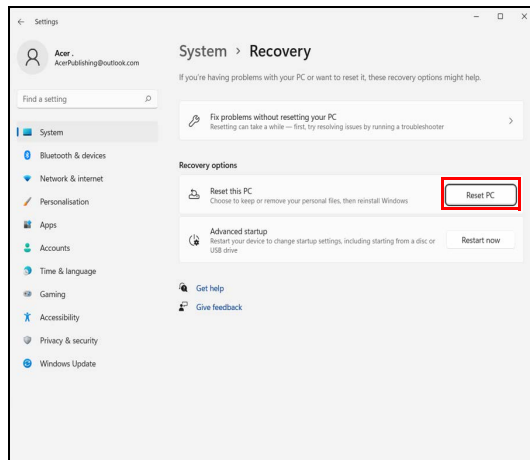 Settings
Acer .
AcerPublishing@outlook.com
Find a setting
System
Bluetooth & devices
Network & internet
Personalisation
Apps
Accounts
Time & language
Gaming
Accessibility
Privacy & security
Windows Update
System > Recovery
If you're having problems with your PC or want to reset it, these recovery options might help.
Fix problems without resetting your PC
Resetting can take a while — first, try resolving issues by running a troubleshooter
Recovery options
Reset this PC
Choose to keep or remove your personal files, then reinstall Windows
Reset PC
Advanced startup
Restart your device to change startup settings, including starting from a disc or
USB drive
Restart now
Get help
Give feedback